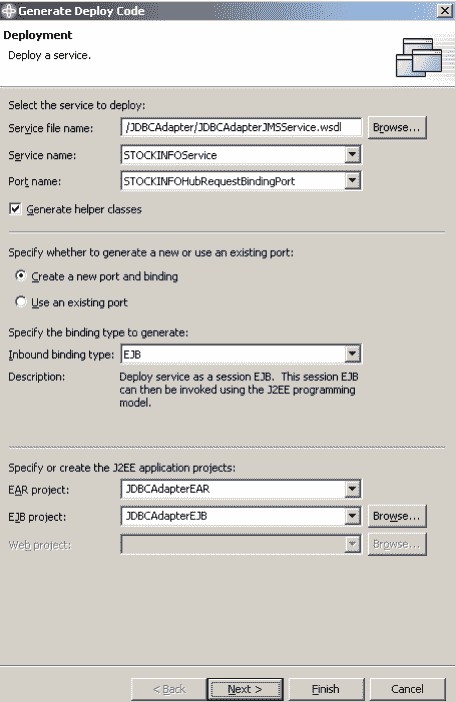 Generate Deploy Code
Deployment
Deploy a service.
Select the service to deploy:
Service file name: /JDBCAdapter/JDBCAdapterJMSService.wsdl Browse...
Service name: STOCKINFOService
Port name: STOCKINFOHubRequestBindingPort
Generate helper classes
Specify whether to generate a new or use an existing port:
Create a new port and binding
Use an existing port
Specify the binding type to generate:
Inbound binding type: EJB
Description: Deploy service as a session EJB. This session EJB
can then be invoked using the J2EE programming
model.
Specify or create the J2EE application projects:
EAR project: JDBCAdapterEAR
EJB project: JDBCAdapterEJB Browse...
Web project: Browse...
< Back Next > Finish Cancel